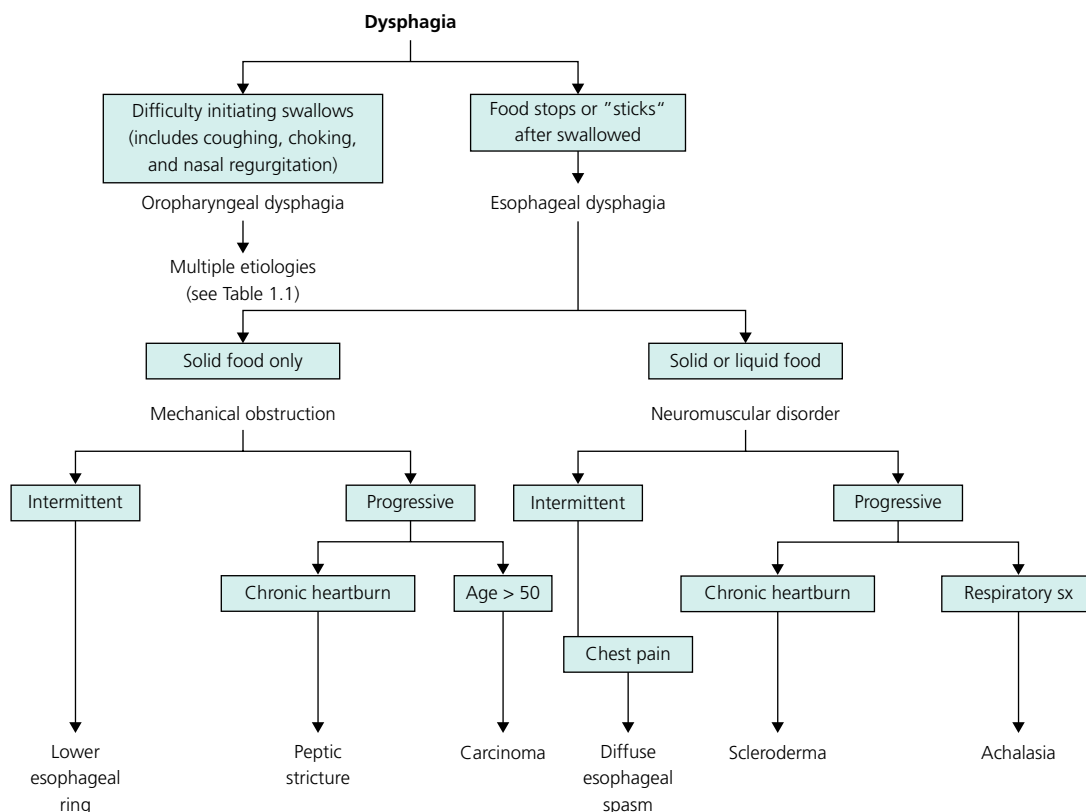 Dysphagia
Difficulty initiating swallows
(includes coughing, choking,
and nasal regurgitation)
Food stops or ”sticks“
after swallowed
Oropharyngeal dysphagia
Esophageal dysphagia
Multiple etiologies
(see Table 1.1)
Solid food only
Solid or liquid food
Mechanical obstruction
Neuromuscular disorder
Intermittent
Progressive
Intermittent
Progressive
Chronic heartburn
Age > 50
Chronic heartburn
Respiratory sx
Chest pain
Lower
esophageal
ring
Peptic
stricture
Carcinoma
Diffuse
esophageal
spasm
Scleroderma
Achalasia